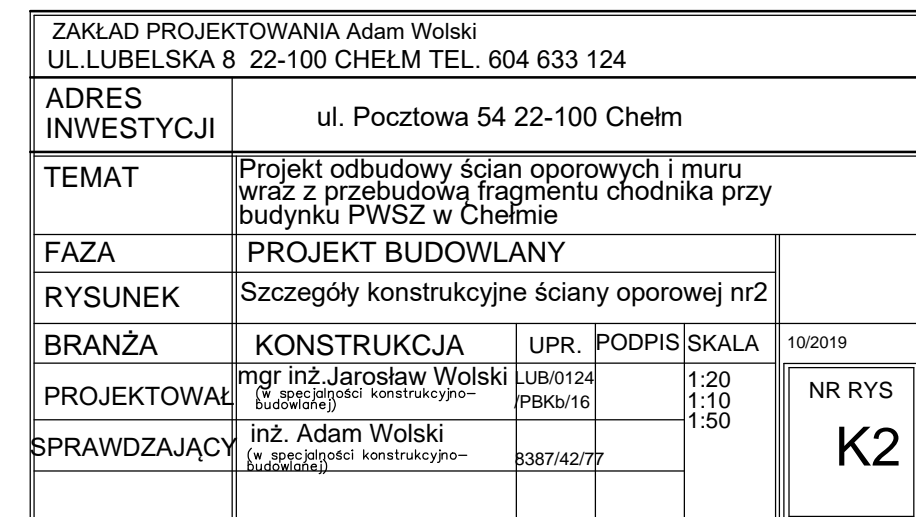 ZAKŁAD PROJEKTOWANIA Adam Wolski
UL.LUBELSKA 8 22-100 CHEŁM TEL. 604 633 124
ADRES
INWESTYCJI
ul. Pocztowa 54 22-100 Chełm
TEMAT
Projekt odbudowy ścian oporowych i muru
wraz z przebudową fragmentu chodnika przy
budynku PWSZ w Chełmie
FAZA
PROJEKT BUDOWLANY
RYSUNEK
Szczegóły konstrukcyjne ściany oporowej nr2
BRANŻA
KONSTRUKCJA
UPR.
PODPIS
SKALA
10/2019
PROJEKTOWAŁ
mgr inż.Jarosław Wolski
(w specjalności konstrukcyjno-
budowlanej)
LUB/0124
/PBKb/16
1:20
1:10
1:50
NR RYS
K2
SPRAWDZAJĄCY
inż. Adam Wolski
(w specjalności konstrukcyjno-
budowlanej)
8387/42/77